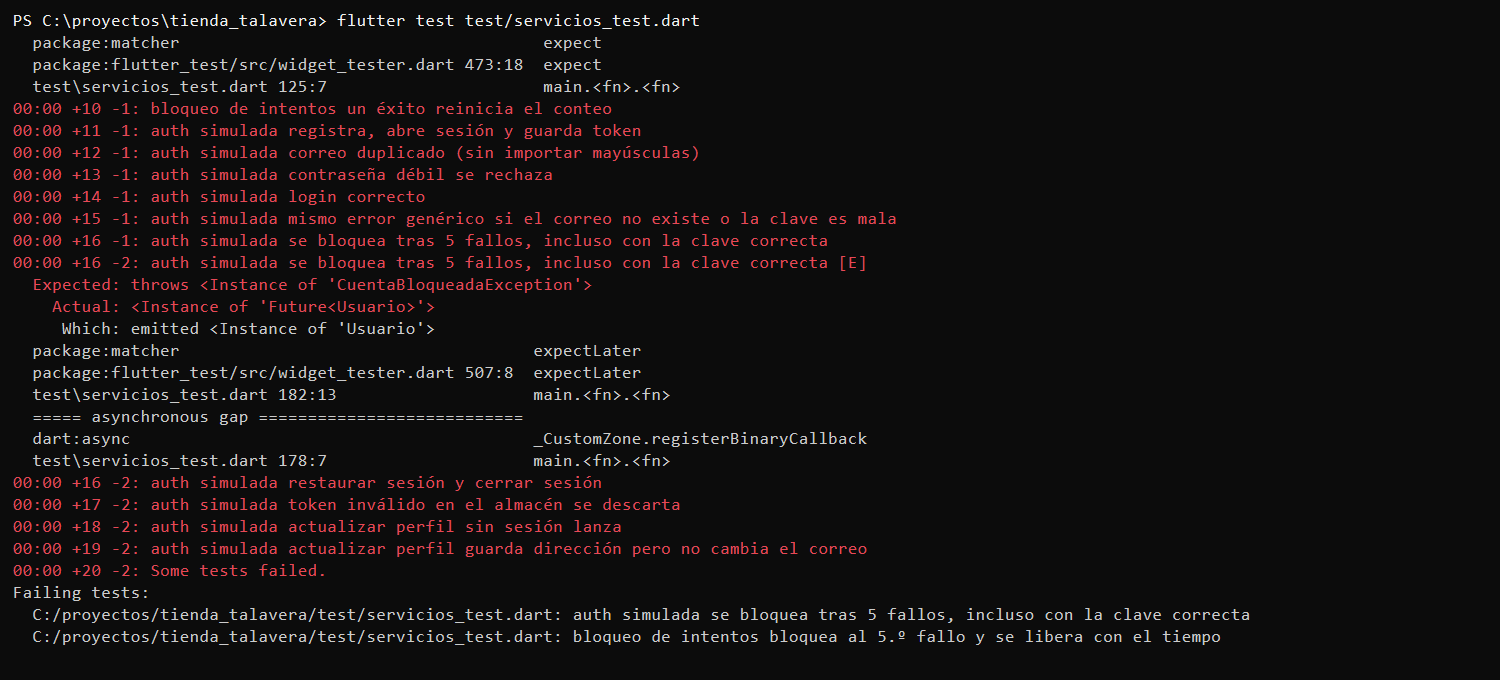 PS C:\proyectos\tienda_talavera> flutter test test/servicios_test.dart
package:matcher expect
package:flutter_test/src/widget_tester.dart 473:18 expect
test\servicios_test.dart 125:7 main.<fn>.<fn>
00:00 +10 -1: bloqueo de intentos un éxito reinicia el conteo
00:00 +11 -1: auth simulada registra, abre sesión y guarda token
00:00 +12 -1: auth simulada correo duplicado (sin importar mayúsculas)
00:00 +13 -1: auth simulada contraseña débil se rechaza
00:00 +14 -1: auth simulada login correcto
00:00 +15 -1: auth simulada mismo error genérico si el correo no existe o la clave es mala
00:00 +16 -1: auth simulada se bloquea tras 5 fallos, incluso con la clave correcta
00:00 +16 -2: auth simulada se bloquea tras 5 fallos, incluso con la clave correcta [E]
Expected: throws <Instance of 'CuentaBloqueadaException'>
Actual: <Instance of 'Future<Usuario>'>
Which: emitted <Instance of 'Usuario'>
package:matcher expectLater
package:flutter_test/src/widget_tester.dart 507:8 expectLater
test\servicios_test.dart 182:13 main.<fn>.<fn>
===== asynchronous gap ===========================
dart:async _CustomZone.registerBinaryCallback
test\servicios_test.dart 178:7 main.<fn>.<fn>
00:00 +16 -2: auth simulada restaurar sesión y cerrar sesión
00:00 +17 -2: auth simulada token inválido en el almacén se descarta
00:00 +18 -2: auth simulada actualizar perfil sin sesión lanza
00:00 +19 -2: auth simulada actualizar perfil guarda dirección pero no cambia el correo
00:00 +20 -2: Some tests failed.
Failing tests:
C:/proyectos/tienda_talavera/test/servicios_test.dart: auth simulada se bloquea tras 5 fallos, incluso con la clave correcta
C:/proyectos/tienda_talavera/test/servicios_test.dart: bloqueo de intentos bloquea al 5.º fallo y se libera con el tiempo